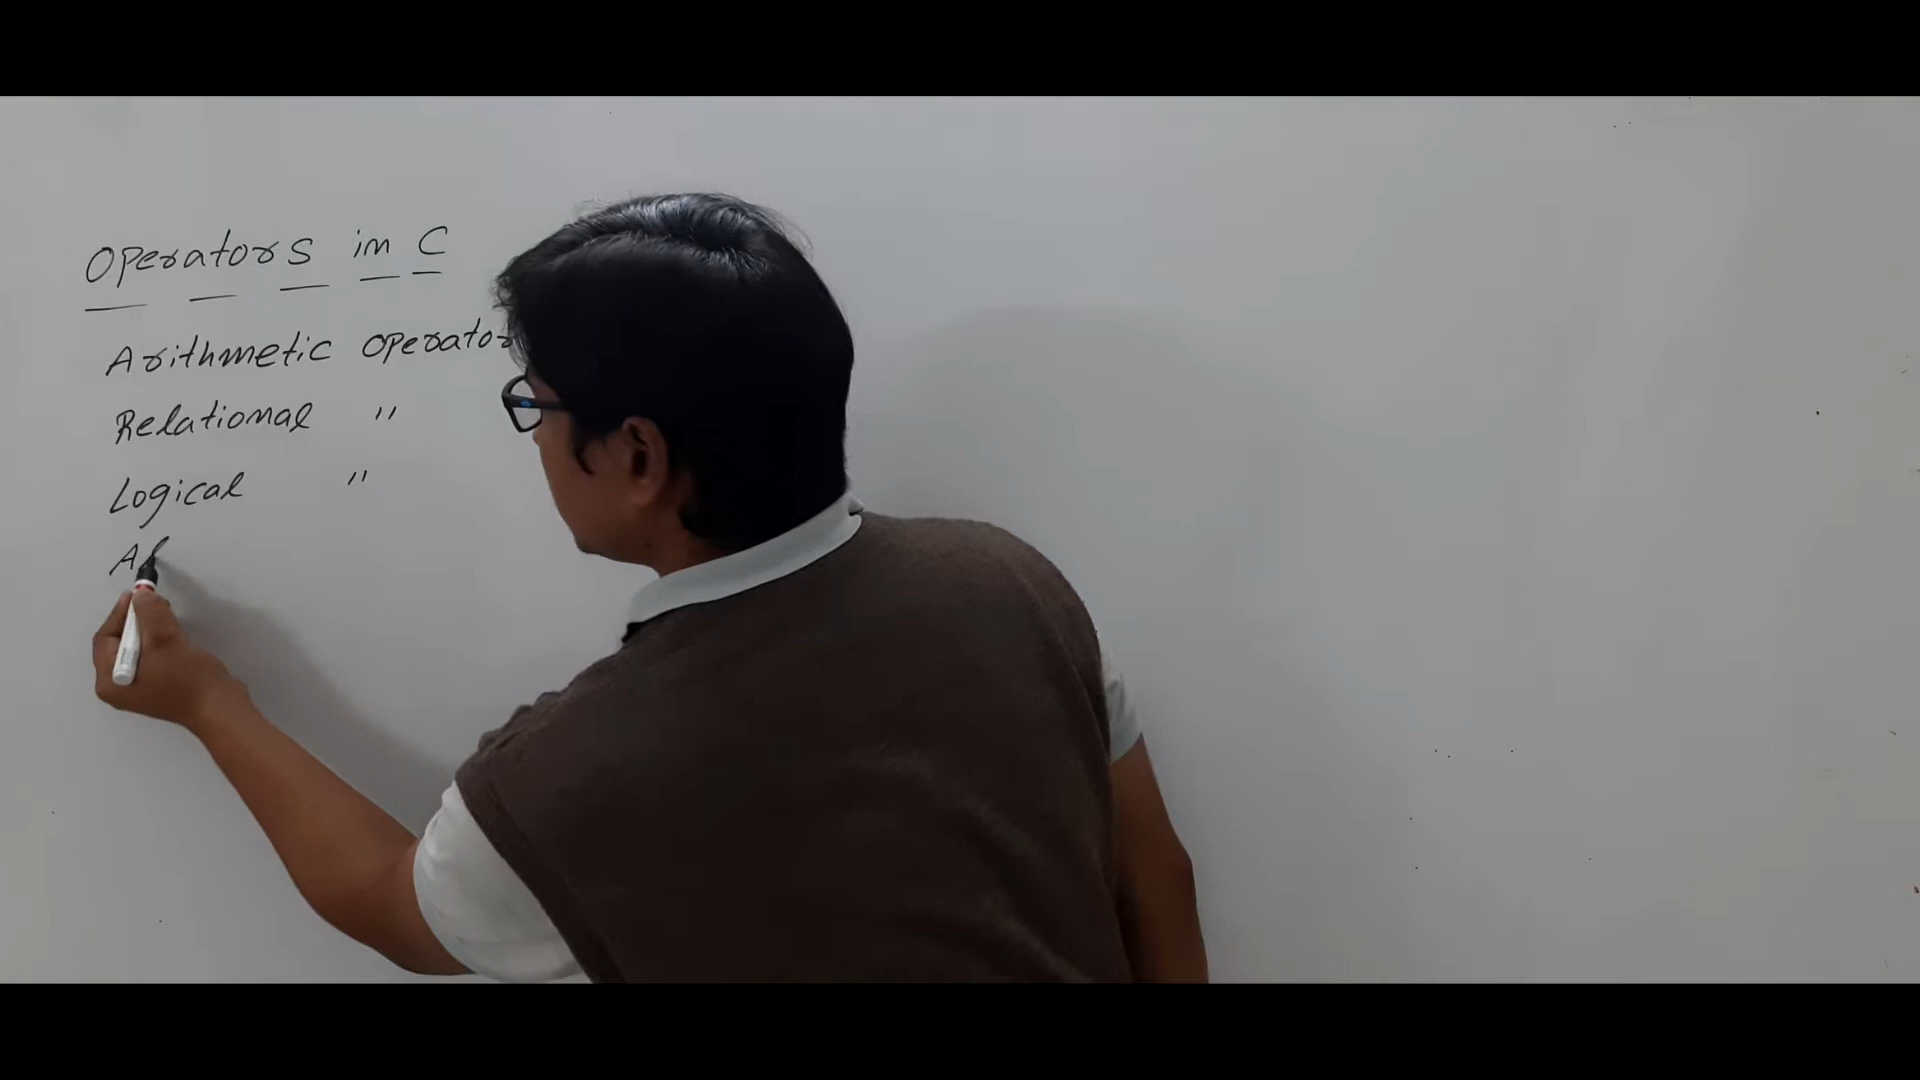 Operators in C
Arithmetic operator
Relational "
Logical "
A